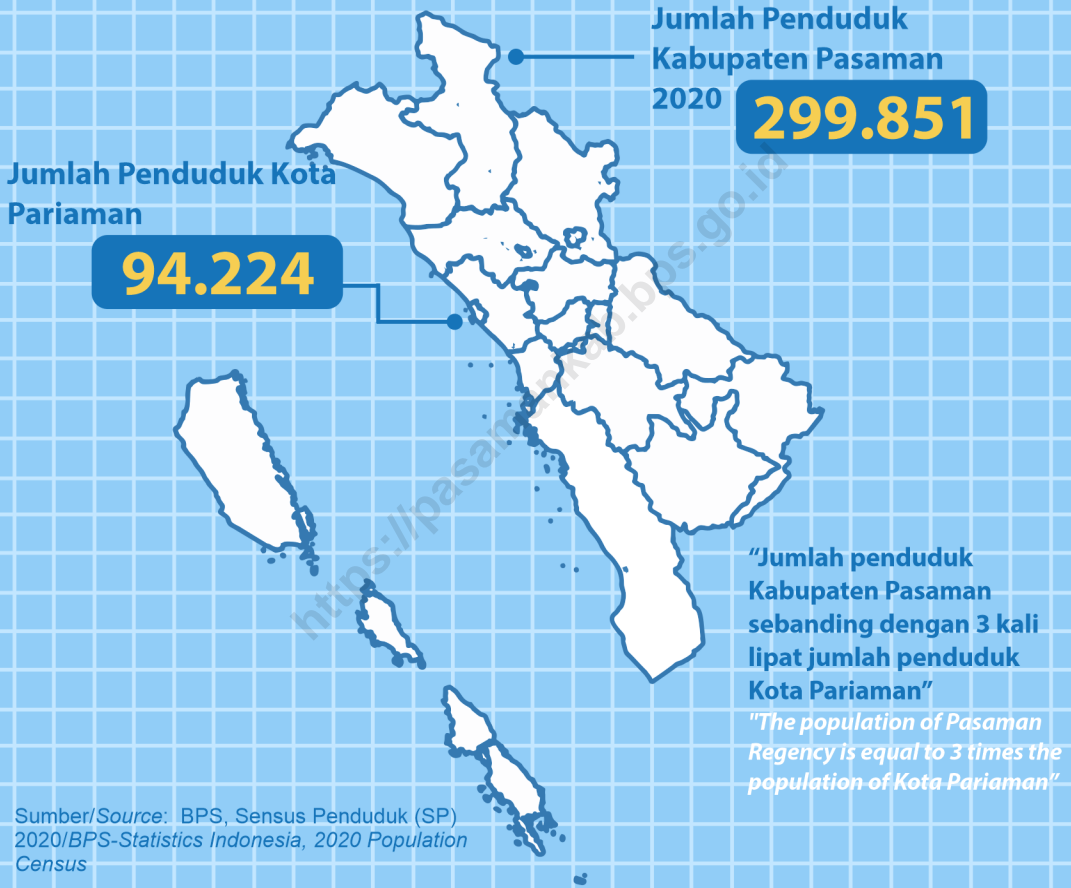 Jumlah Penduduk
Kabupaten Pasaman
2020
299.851
Jumlah Penduduk Kota
Pariaman
94.224
https://pasamankab.bps.go.id
“Jumlah penduduk
Kabupaten Pasaman
sebanding dengan 3 kali
lipat jumlah penduduk
Kota Pariaman”
"The population of Pasaman
Regency is equal to 3 times the
population of Kota Pariaman”
Sumber/Source: BPS, Sensus Penduduk (SP)
2020/BPS-Statistics Indonesia, 2020 Population
Census